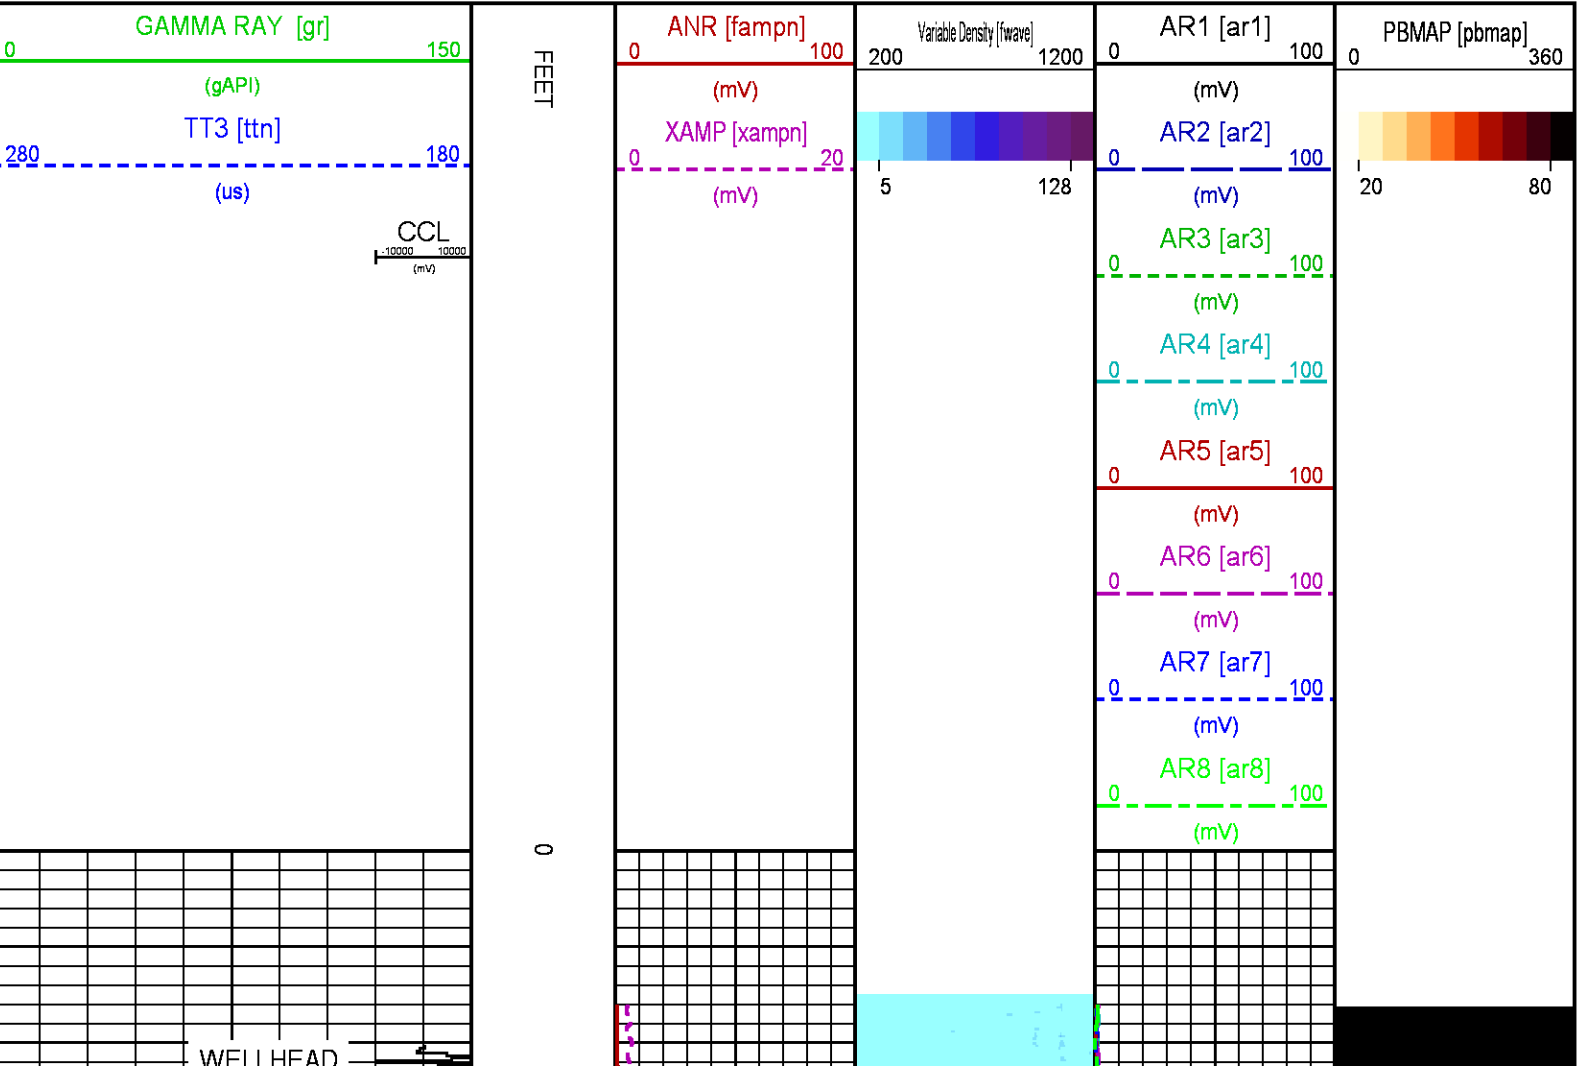 GAMMA RAY [gr]
0 150
(gAPI)
TT3 [ttn]
280 180
(us)
CCL
-10000 10000
(mV)
FEET
0
WELLHEAD
ANR [fampn]
0 100
(mV)
XAMP [xampn]
0 20
(mV)
Variable Density [fwave]
200 1200
5 128
AR1 [ar1]
0 100
(mV)
AR2 [ar2]
0 100
(mV)
AR3 [ar3]
0 100
(mV)
AR4 [ar4]
0 100
(mV)
AR5 [ar5]
0 100
(mV)
AR6 [ar6]
0 100
(mV)
AR7 [ar7]
0 100
(mV)
AR8 [ar8]
0 100
(mV)
PBMAP [pbmap]
0 360
20 80